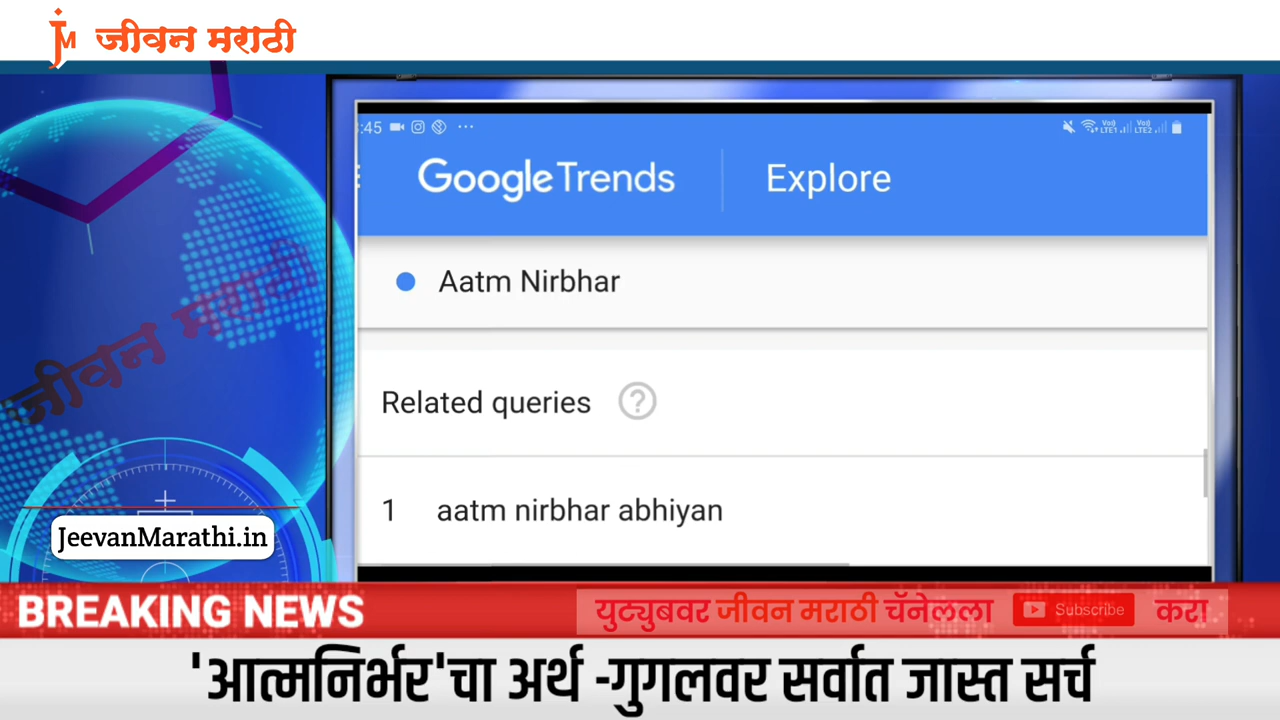 JM जीवन मराठी
:45
Google Trends Explore
Aatm Nirbhar
Related queries ?
1 aatm nirbhar abhiyan
जीवन मराठी
JeevanMarathi.in
BREAKING NEWS
युट्युबवर जीवन मराठी चॅनेलला Subscribe करा
'आत्मनिर्भर'चा अर्थ -गुगलवर सर्वात जास्त सर्च